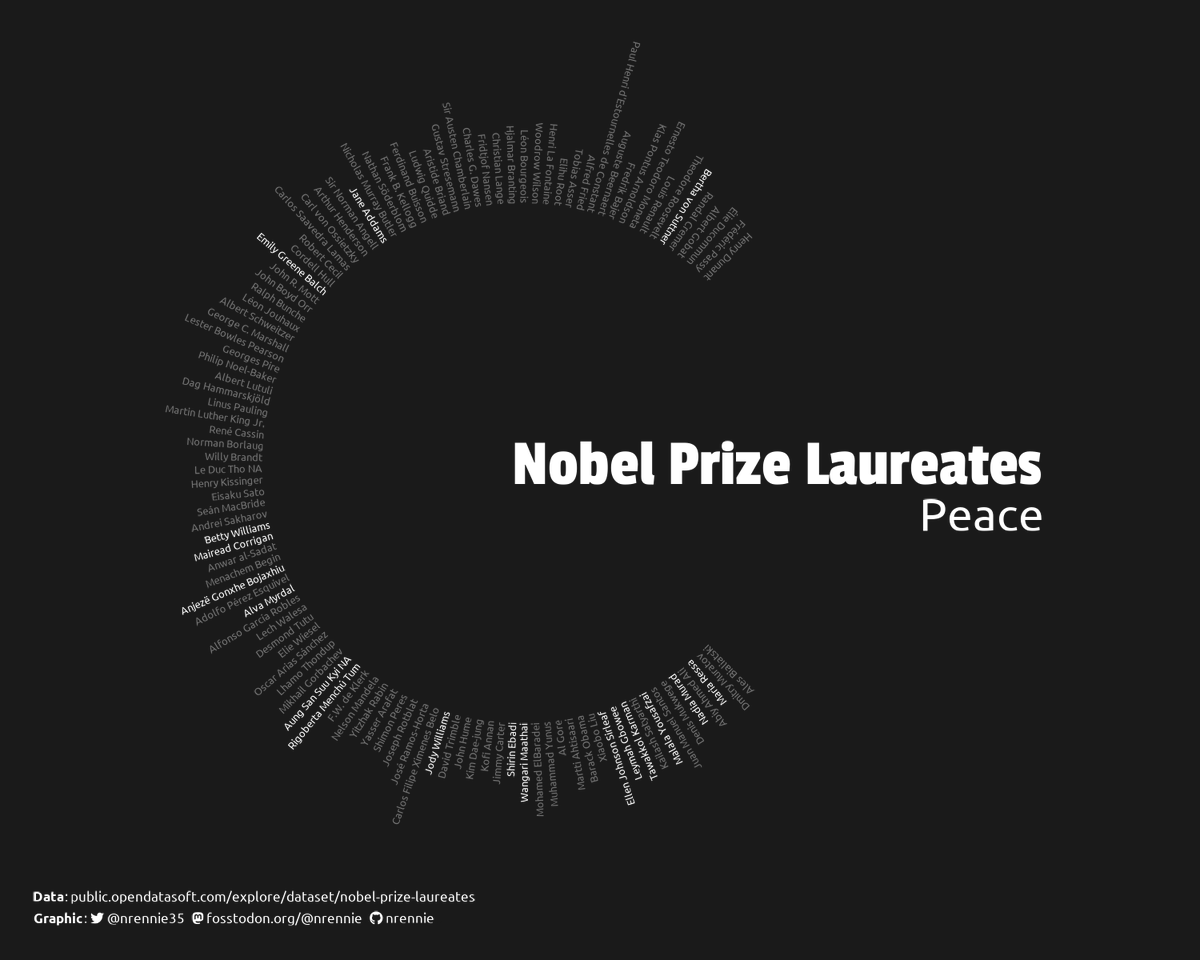 Henry Dunant
Frédéric Passy
Élie Ducommun
Albert Gobat
Randal Cremer
Bertha von Suttner
Theodore Roosevelt
Louis Renault
Ernesto Teodoro Moneta
Klas Pontus Arnoldson
Fredrik Bajer
Auguste Beernaert
Paul Henri d'Estournelles de Constant
Alfred Fried
Tobias Asser
Elihu Root
Henri La Fontaine
Woodrow Wilson
Léon Bourgeois
Hjalmar Branting
Christian Lange
Fridtjof Nansen
Charles G. Dawes
Sir Austen Chamberlain
Gustav Stresemann
Aristide Briand
Ludwig Quidde
Ferdinand Buisson
Frank B. Kellogg
Nathan Söderblom
Nicholas Murray Butler
Jane Addams
Sir Norman Angell
Arthur Henderson
Carl von Ossietzky
Carlos Saavedra Lamas
Robert Cecil
Cordell Hull
Emily Greene Balch
John R. Mott
John Boyd Orr
Ralph Bunche
Léon Jouhaux
Albert Schweitzer
George C. Marshall
Lester Bowles Pearson
Georges Pire
Philip Noel-Baker
Albert Lutuli
Dag Hammarskjöld
Linus Pauling
Martin Luther King Jr.
René Cassin
Norman Borlaug
Willy Brandt
Le Duc Tho NA
Henry Kissinger
Eisaku Sato
Seán MacBride
Andrei Sakharov
Betty Williams
Mairead Corrigan
Anwar al-Sadat
Menachem Begin
Anjezë Gonxhe Bojaxhiu
Adolfo Pérez Esquivel
Alva Myrdal
Alfonso García Robles
Lech Walesa
Desmond Tutu
Elie Wiesel
Oscar Arias Sánchez
Lhamo Thondup
Mikhail Gorbachev
Aung San Suu Kyi NA
Rigoberta Menchú Tum
F.W. de Klerk
Nelson Mandela
Yitzhak Rabin
Yasser Arafat
Shimon Peres
Joseph Rotblat
José Ramos-Horta
Carlos Filipe Ximenes Belo
Jody Williams
David Trimble
John Hume
Kim Dae-jung
Kofi Annan
Jimmy Carter
Shirin Ebadi
Wangari Maathai
Mohamed ElBaradei
Muhammad Yunus
Al Gore
Martti Ahtisaari
Barack Obama
Xiaobo Liu
Ellen Johnson Sirleaf
Leymah Gbowee
Tawakkol Karman
Kailash Satyarthi
Malala Yousafzai
Juan Manuel Santos
Denis Mukwege
Nadia Murad
Abiy Ahmed Ali
Maria Ressa
Dmitry Muratov
Ales Bialiatski
Nobel Prize Laureates
Peace
Data: public.opendatasoft.com/explore/dataset/nobel-prize-laureates
Graphic: @nrennie35 fosstodon.org/@nrennie nrennie